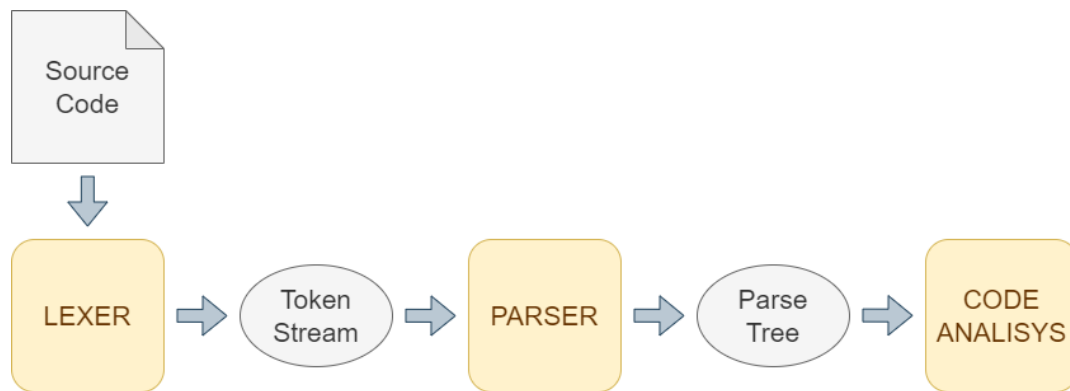 Source
Code
LEXER
Token
Stream
PARSER
Parse
Tree
CODE
ANALISYS